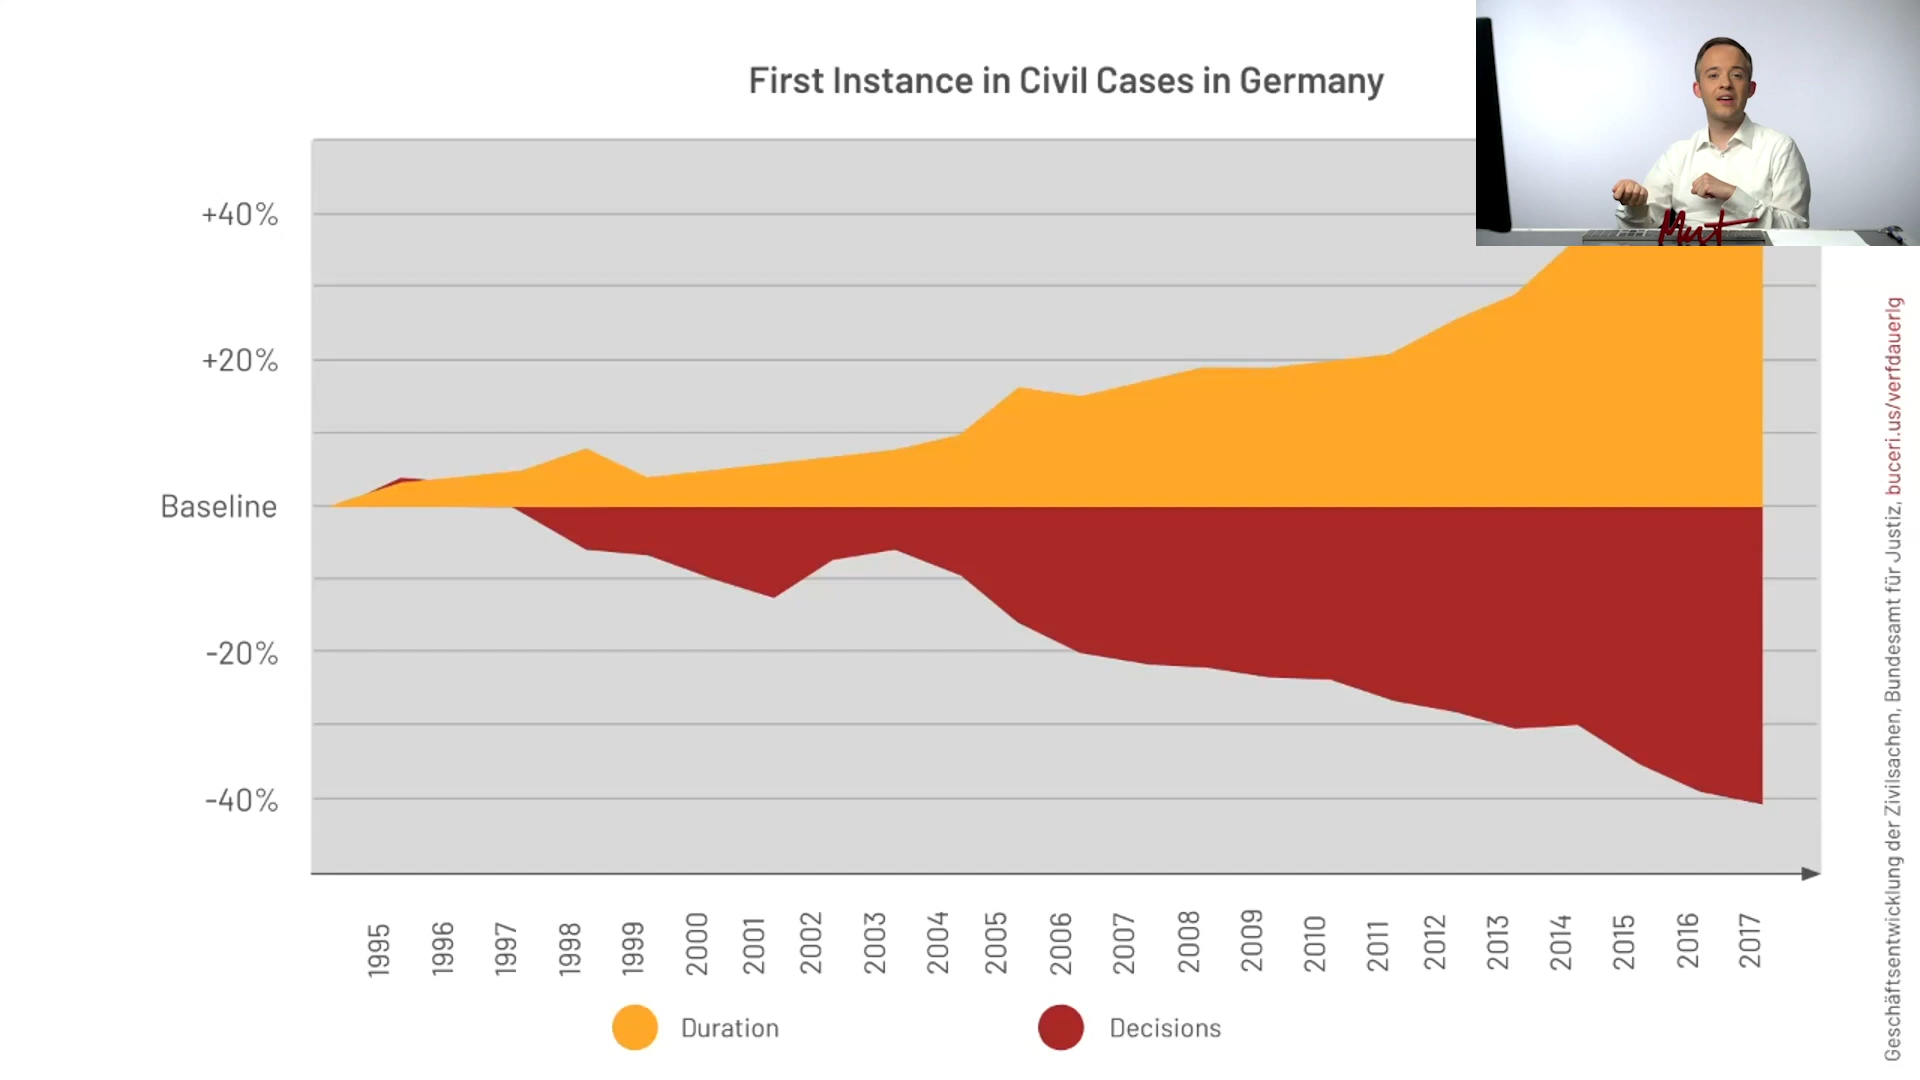 First Instance in Civil Cases in Germany
Mut
+40%
+20%
Baseline
-20%
-40%
1995 1996 1997 1998 1999 2000 2001 2002 2003 2004 2005 2006 2007 2008 2009 2010 2011 2012 2013 2014 2015 2016 2017
Duration
Decisions
Geschäftsentwicklung der Zivilsachen, Bundesamt für Justiz, buceri.us/verfdauerlg